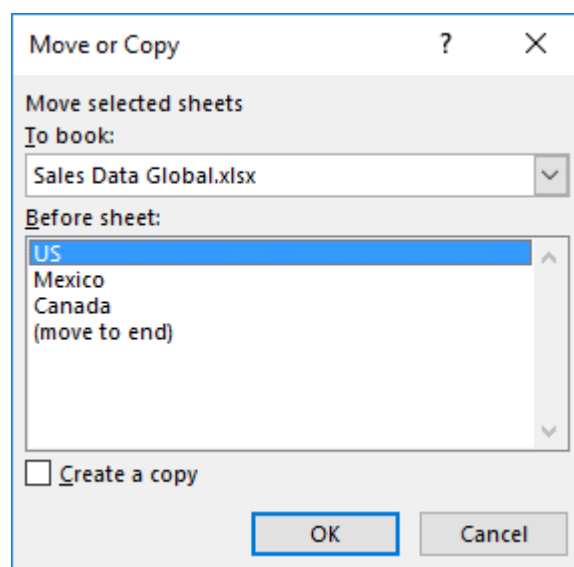 Move or Copy ?
Move selected sheets
To book:
Sales Data Global.xlsx
Before sheet:
US
Mexico
Canada
(move to end)
Create a copy
OK Cancel